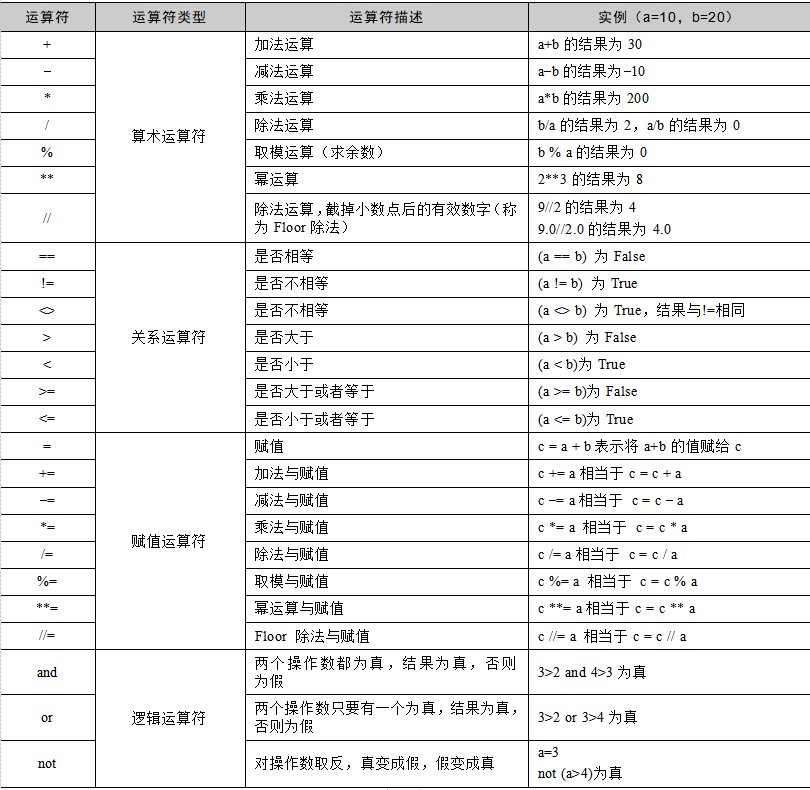 运算符 运算符类型 运算符描述 实例（a=10，b=20）
+ 加法运算 a+b 的结果为 30
− 减法运算 a−b 的结果为−10
* 乘法运算 a*b 的结果为 200
/ 除法运算 b/a 的结果为 2，a/b 的结果为 0
算术运算符
% 取模运算（求余数） b % a 的结果为 0
** 幂运算 2**3 的结果为 8
// 除法运算，截掉小数点后的有效数字（称
为 Floor 除法） 9//2 的结果为 4
9.0//2.0 的结果为 4.0
== 是否相等 (a == b) 为 False
!= 是否不相等 (a != b) 为 True
<> 是否不相等 (a <> b) 为 True，结果与!=相同
关系运算符
> 是否大于 (a > b) 为 False
< 是否小于 (a < b)为 True
>= 是否大于或者等于 (a >= b)为 False
<= 是否小于或者等于 (a <= b)为 True
= 赋值 c = a + b 表示将 a+b 的值赋给 c
+= 加法与赋值 c += a 相当于 c = c + a
−= 减法与赋值 c −= a 相当于 c = c − a
*= 乘法与赋值 c *= a 相当于 c = c * a
赋值运算符
/= 除法与赋值 c /= a 相当于 c = c / a
%= 取模与赋值 c %= a 相当于 c = c % a
**= 幂运算与赋值 c **= a 相当于 c = c ** a
//= Floor 除法与赋值 c //= a 相当于 c = c // a
and 两个操作数都为真，结果为真，否则
为假 3>2 and 4>3 为真
or 逻辑运算符 两个操作数只要有一个为真，结果为真，
否则为假 3>2 or 3>4 为真
not 对操作数取反，真变成假，假变成真 a=3
not (a>4)为真